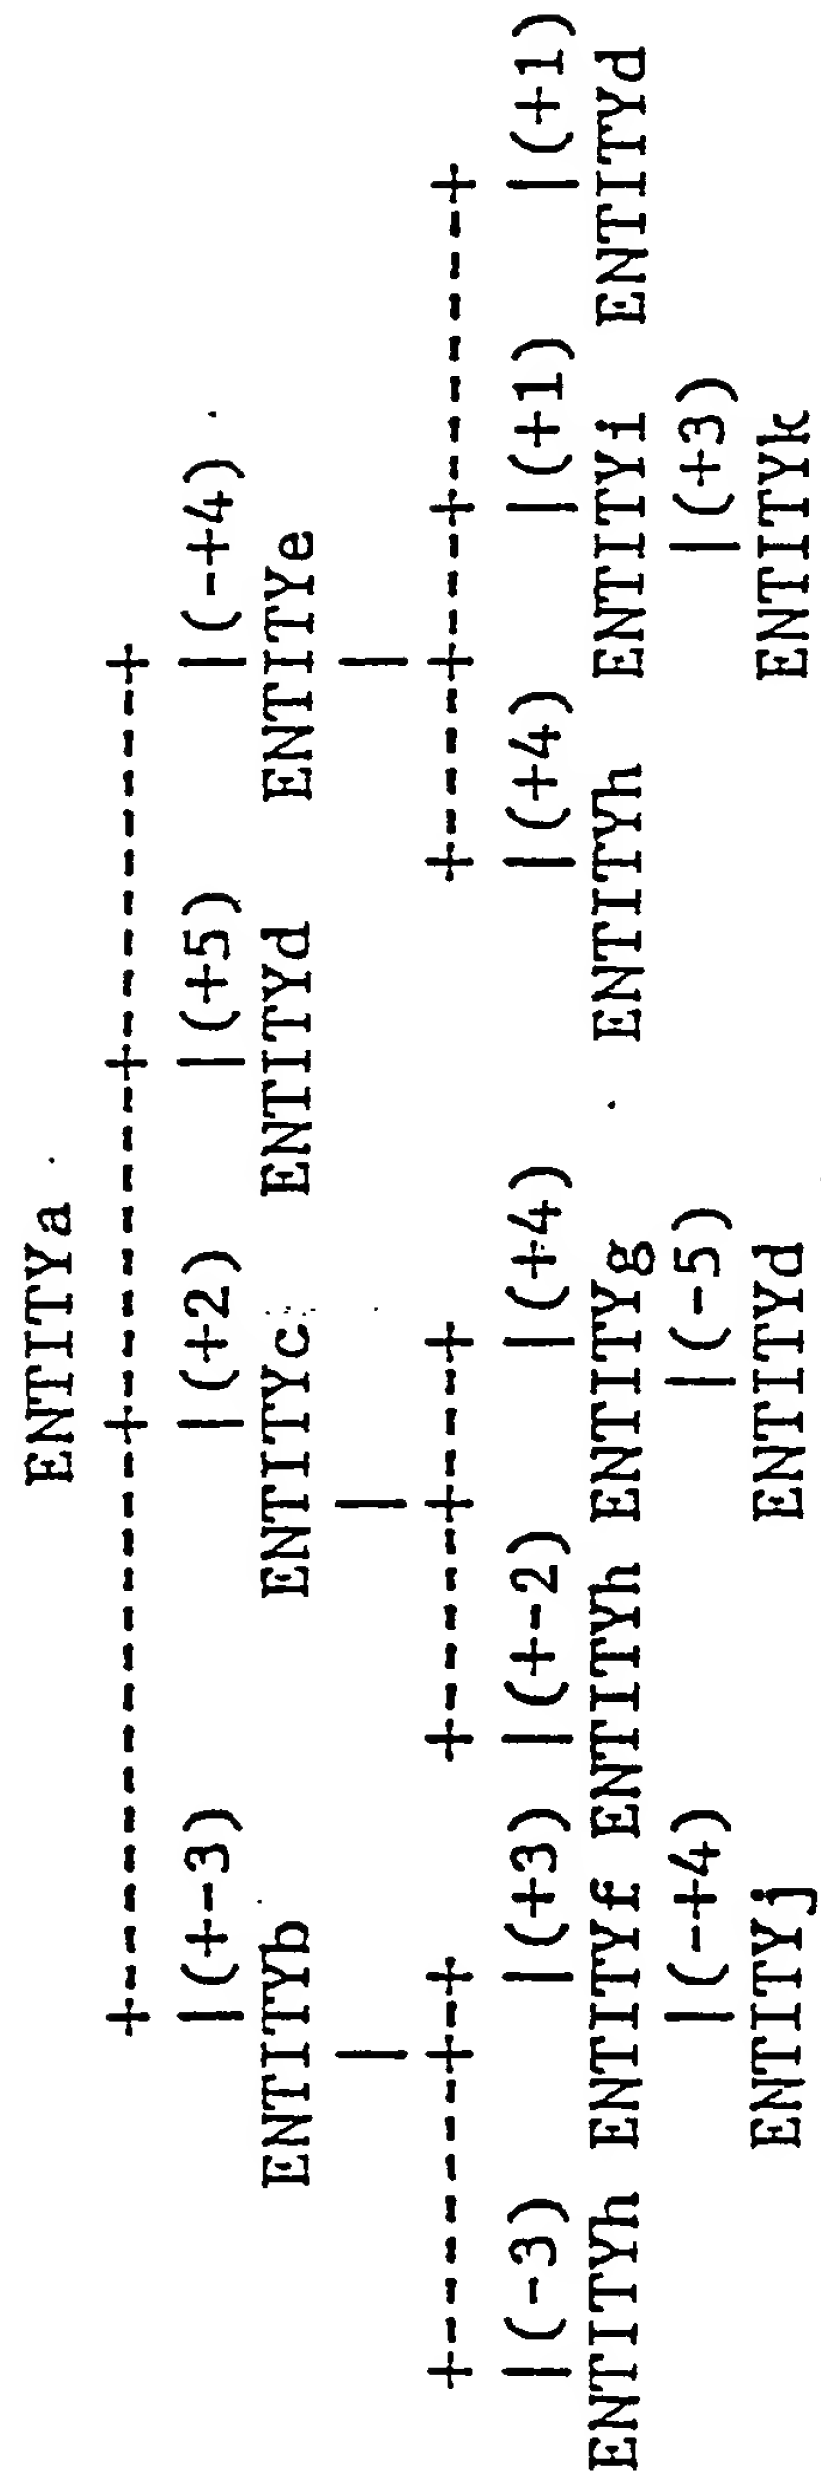 ENTITYa
+--------------+---------+----------+
|(+-3) |(+2) |(+5) |(-+4)
ENTITYb ENTITYc ENTITYd ENTITYe
| | | 
+-------+-+ +-----+---+ +----+---+-------+
|(-3) |(+3) |(+-2) |(+4) |(+4) |(+1) |(+1)
ENTITYh ENTITYf ENTITYh ENTITYg ENTITYh ENTITYi ENTITYd
|(-+4) |(-5) |(+3)
ENTITYj ENTITYd ENTITYk